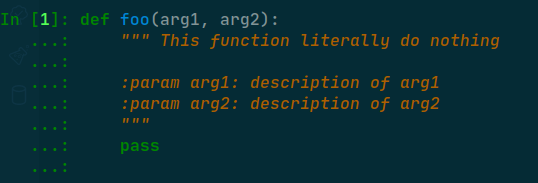 In [1]: def foo(arg1, arg2):
   ...:     """ This function literally do nothing
   ...:
   ...:     :param arg1: description of arg1
   ...:     :param arg2: description of arg2
   ...:     """
   ...:     pass
   ...: